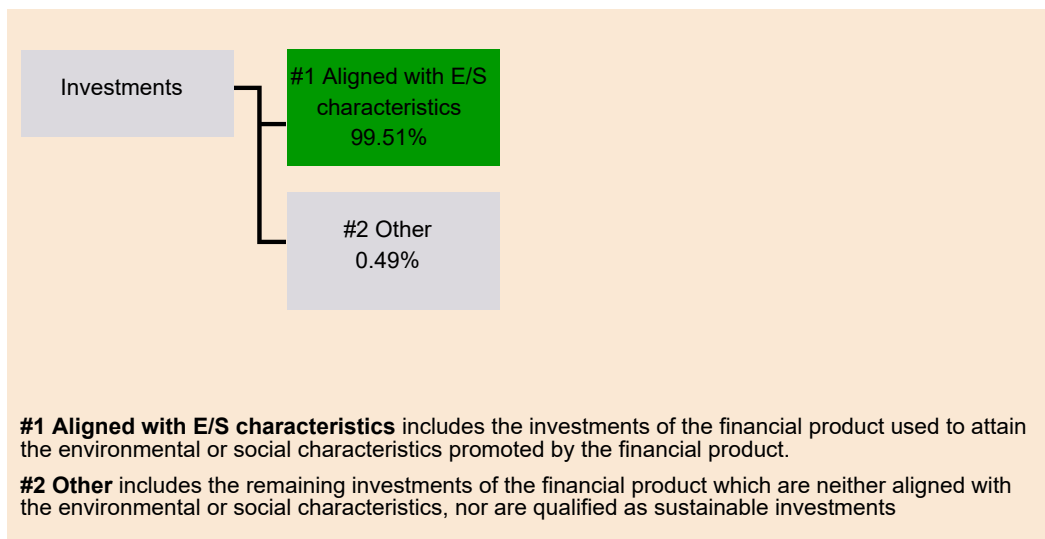 Investments
#1 Aligned with E/S
characteristics
99.51%
#2 Other
0.49%
#1 Aligned with E/S characteristics includes the investments of the financial product used to attain
the environmental or social characteristics promoted by the financial product.
#2 Other includes the remaining investments of the financial product which are neither aligned with
the environmental or social characteristics, nor are qualified as sustainable investments